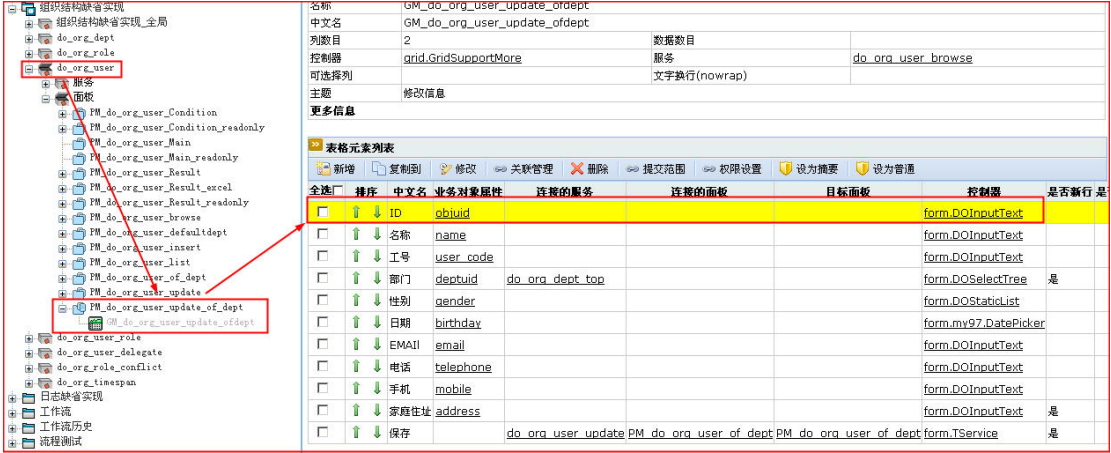 组织结构缺省实现
组织结构缺省实现_全局
do_org_dept
do_org_role
do_org_user
服务
面板
PM_do_org_user_Condition
PM_do_org_user_Condition_readonly
PM_do_org_user_Main
PM_do_org_user_Main_readonly
PM_do_org_user_Result
PM_do_org_user_Result_excel
PM_do_org_user_Result_readonly
PM_do_org_user_browse
PM_do_org_user_defaultdept
PM_do_org_user_insert
PM_do_org_user_list
PM_do_org_user_of_dept
PM_do_org_user_update
PM_do_org_user_update_of_dept
GM_do_org_user_update_ofdept
do_org_user_role
do_org_user_delegate
do_org_role_conflict
do_org_timespan
日志缺省实现
工作流
工作流历史
流程测试
名称 GM_do_org_user_update_ofdept
中文名 GM_do_org_user_update_ofdept
列数目 2 数据数目
控制器 grid.GridSupportMore 服务 do_org_user_browse
可选择列 文字换行(nowrap)
主题 修改信息
更多信息
表格元素列表
新增 复制到 修改 关联管理 删除 提交范围 权限设置 设为摘要 设为普通
全选 排序 中文名 业务对象属性 连接的服务 连接的面板 目标面板 控制器 是否新行 是
ID objuid form.DOInputText
名称 name form.DOInputText
工号 user_code form.DOInputText
部门 deptuid do_org_dept_top form.DOSelectTree 是
性别 gender form.DOStaticList
日期 birthday form.my97.DatePicker
EMAIl email form.DOInputText
电话 telephone form.DOInputText
手机 mobile form.DOInputText
家庭住址 address form.DOInputText 是
保存 do_org_user_update PM_do_org_user_of_dept PM_do_org_user_of_dept form.TService 是